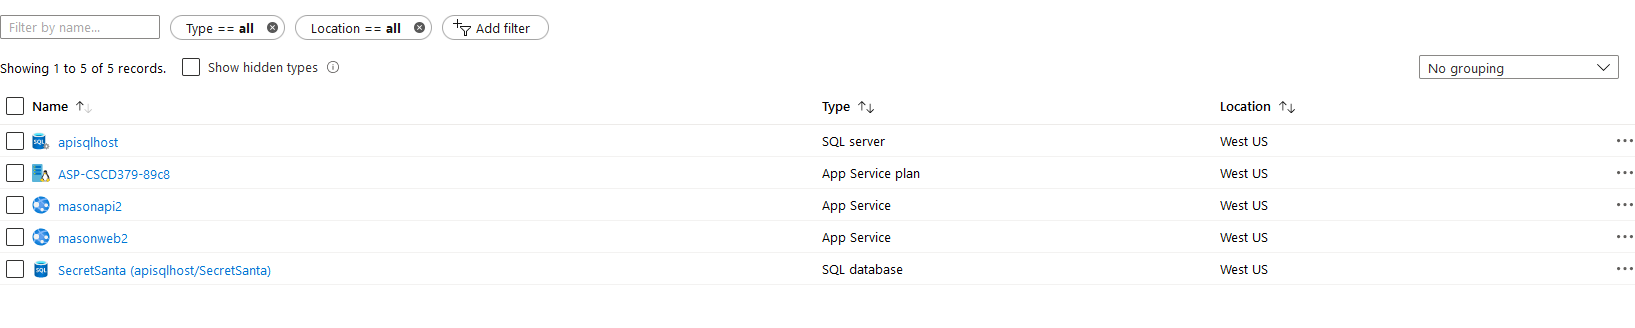 Filter by name...
Type == all
Location == all
Add filter
Showing 1 to 5 of 5 records.
Show hidden types
No grouping
Name
Type
Location
apisqlhost
SQL server
West US
ASP-CSCD379-89c8
App Service plan
West US
masonapi2
App Service
West US
masonweb2
App Service
West US
SecretSanta (apisqlhost/SecretSanta)
SQL database
West US